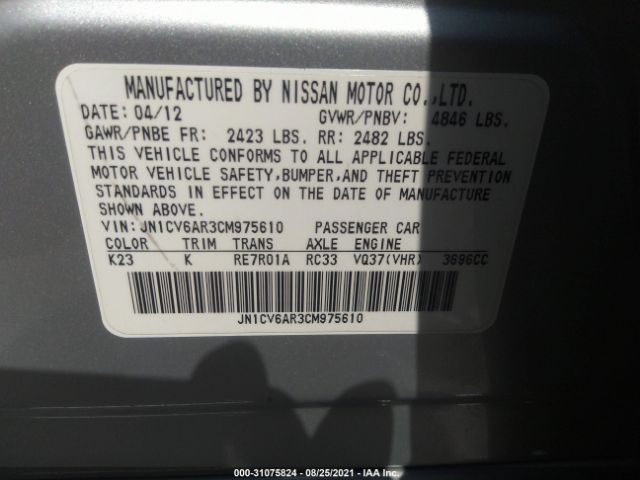 MANUFACTURED BY NISSAN MOTOR CO.,LTD.
DATE: 04/12 GVWR/PNBV: 4846 LBS.
GAWR/PNBE FR: 2423 LBS. RR: 2482 LBS.
THIS VEHICLE CONFORMS TO ALL APPLICABLE FEDERAL
MOTOR VEHICLE SAFETY,BUMPER,AND THEFT PREVENTION
STANDARDS IN EFFECT ON THE DATE OF MANUFACTURE
SHOWN ABOVE.
VIN:JN1CV6AR3CM975610 PASSENGER CAR
COLOR TRIM TRANS AXLE ENGINE
K23 K RE7R01A RC33 VQ37(VHR) 3696CC
JN1CV6AR3CM975610
000-31075824 - 08/25/2021 - IAA Inc.